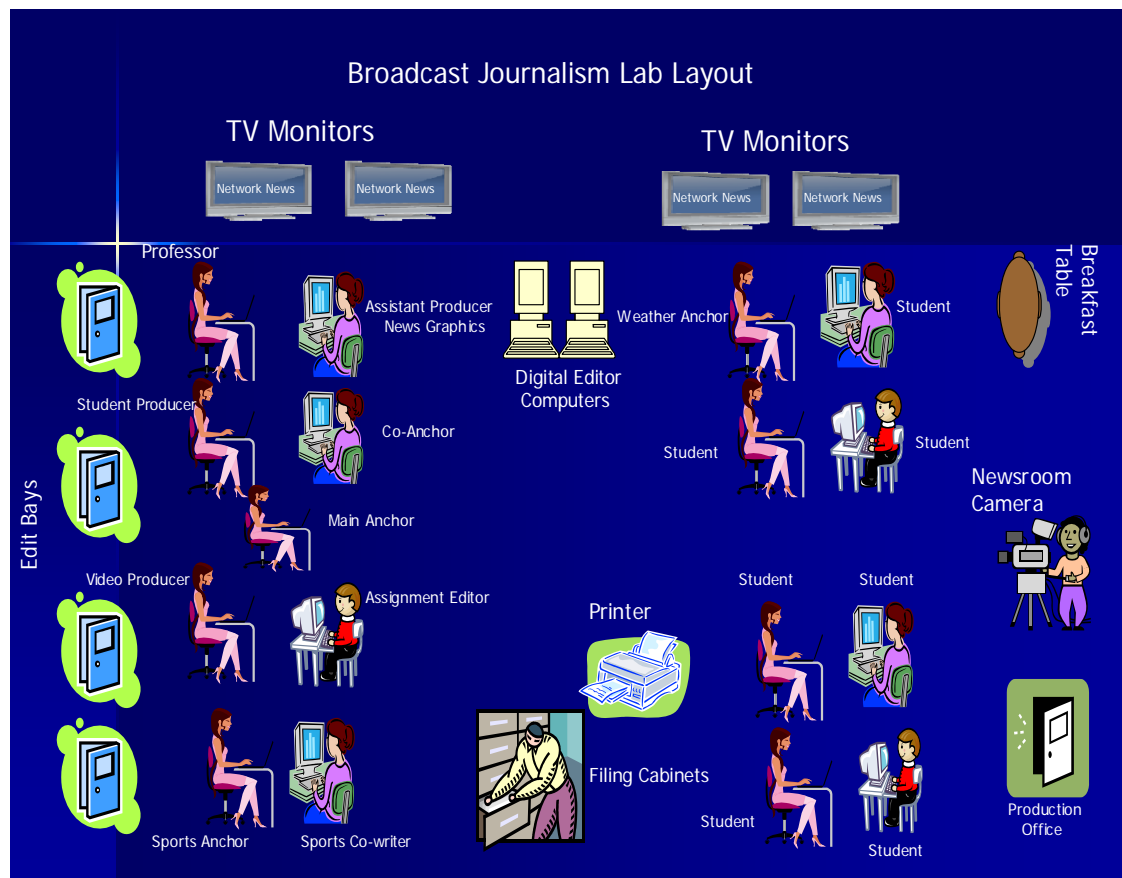 Broadcast Journalism Lab Layout
TV Monitors
TV Monitors
Network News
Network News
Network News
Network News
Professor
Breakfast
Table
Assistant Producer
News Graphics
Weather Anchor
Student
Digital Editor
Computers
Student Producer
Co-Anchor
Student
Student
Newsroom
Camera
Edit Bays
Main Anchor
Video Producer
Assignment Editor
Student
Student
Printer
Filing Cabinets
Production
Office
Student
Sports Anchor
Sports Co-writer
Student